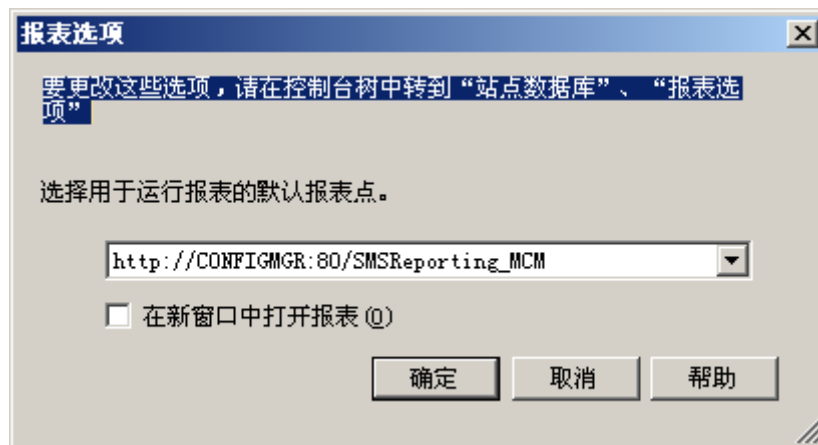 报表选项
要更改这些选项，请在控制台树中转到“站点数据库”、“报表选
项”
选择用于运行报表的默认报表点。
http://CONFIGMGR:80/SMSReporting_MCM
在新窗口中打开报表(O)
确定 取消 帮助